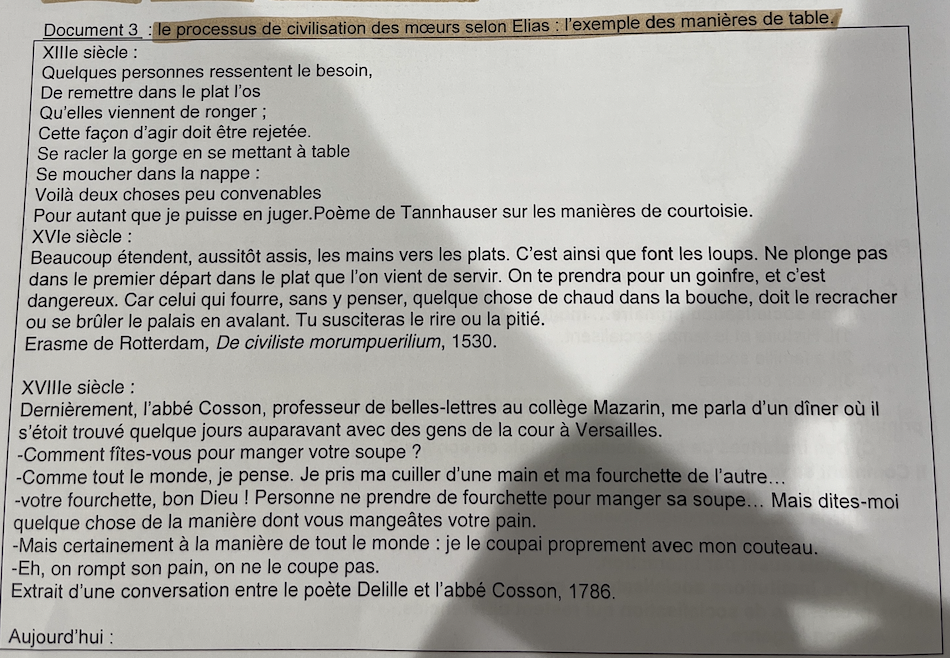 Document 3 : le processus de civilisation des mœurs selon Elias : l'exemple des manières de table.
XIIIe siècle :
Quelques personnes ressentent le besoin,
De remettre dans le plat l'os
Qu'elles viennent de ronger ;
Cette façon d'agir doit être rejetée.
Se racler la gorge en se mettant à table
Se moucher dans la nappe :
Voilà deux choses peu convenables
Pour autant que je puisse en juger.Poème de Tannhauser sur les manières de courtoisie.
XVIe siècle :
Beaucoup étendent, aussitôt assis, les mains vers les plats. C'est ainsi que font les loups. Ne plonge pas
dans le premier départ dans le plat que l'on vient de servir. On te prendra pour un goinfre, et c'est
dangereux. Car celui qui fourre, sans y penser, quelque chose de chaud dans la bouche, doit le recracher
ou se brûler le palais en avalant. Tu susciteras le rire ou la pitié.
Erasme de Rotterdam, De civiliste morumpuerilium, 1530.
XVIIIe siècle :
Dernièrement, l'abbé Cosson, professeur de belles-lettres au collège Mazarin, me parla d'un dîner où il
s'étoit trouvé quelque jours auparavant avec des gens de la cour à Versailles.
-Comment fîtes-vous pour manger votre soupe ?
-Comme tout le monde, je pense. Je pris ma cuiller d'une main et ma fourchette de l'autre…
-votre fourchette, bon Dieu ! Personne ne prendre de fourchette pour manger sa soupe… Mais dites-moi
quelque chose de la manière dont vous mangeâtes votre pain.
-Mais certainement à la manière de tout le monde : je le coupai proprement avec mon couteau.
-Eh, on rompt son pain, on ne le coupe pas.
Extrait d'une conversation entre le poète Delille et l'abbé Cosson, 1786.
Aujourd'hui :